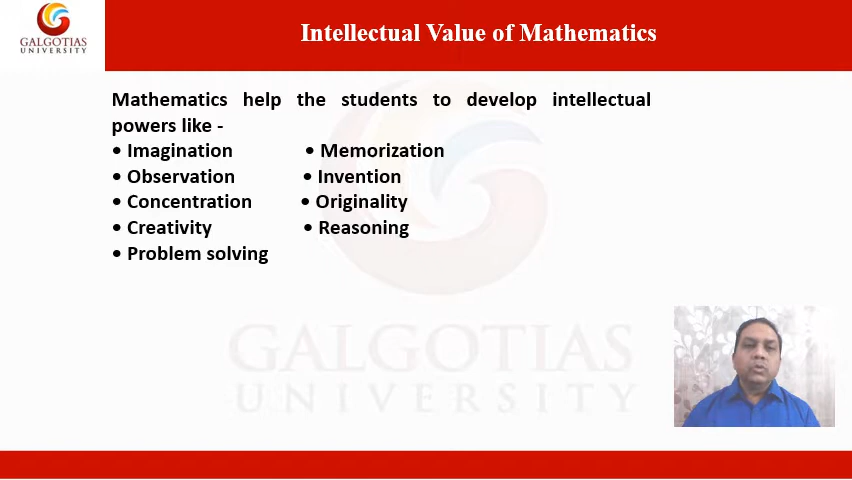 GALGOTIAS
UNIVERSITY
Intellectual Value of Mathematics
Mathematics help the students to develop intellectual
powers like -
• Imagination • Memorization
• Observation • Invention
• Concentration • Originality
• Creativity • Reasoning
• Problem solving
GALGOTIAS
UNIVERSITY